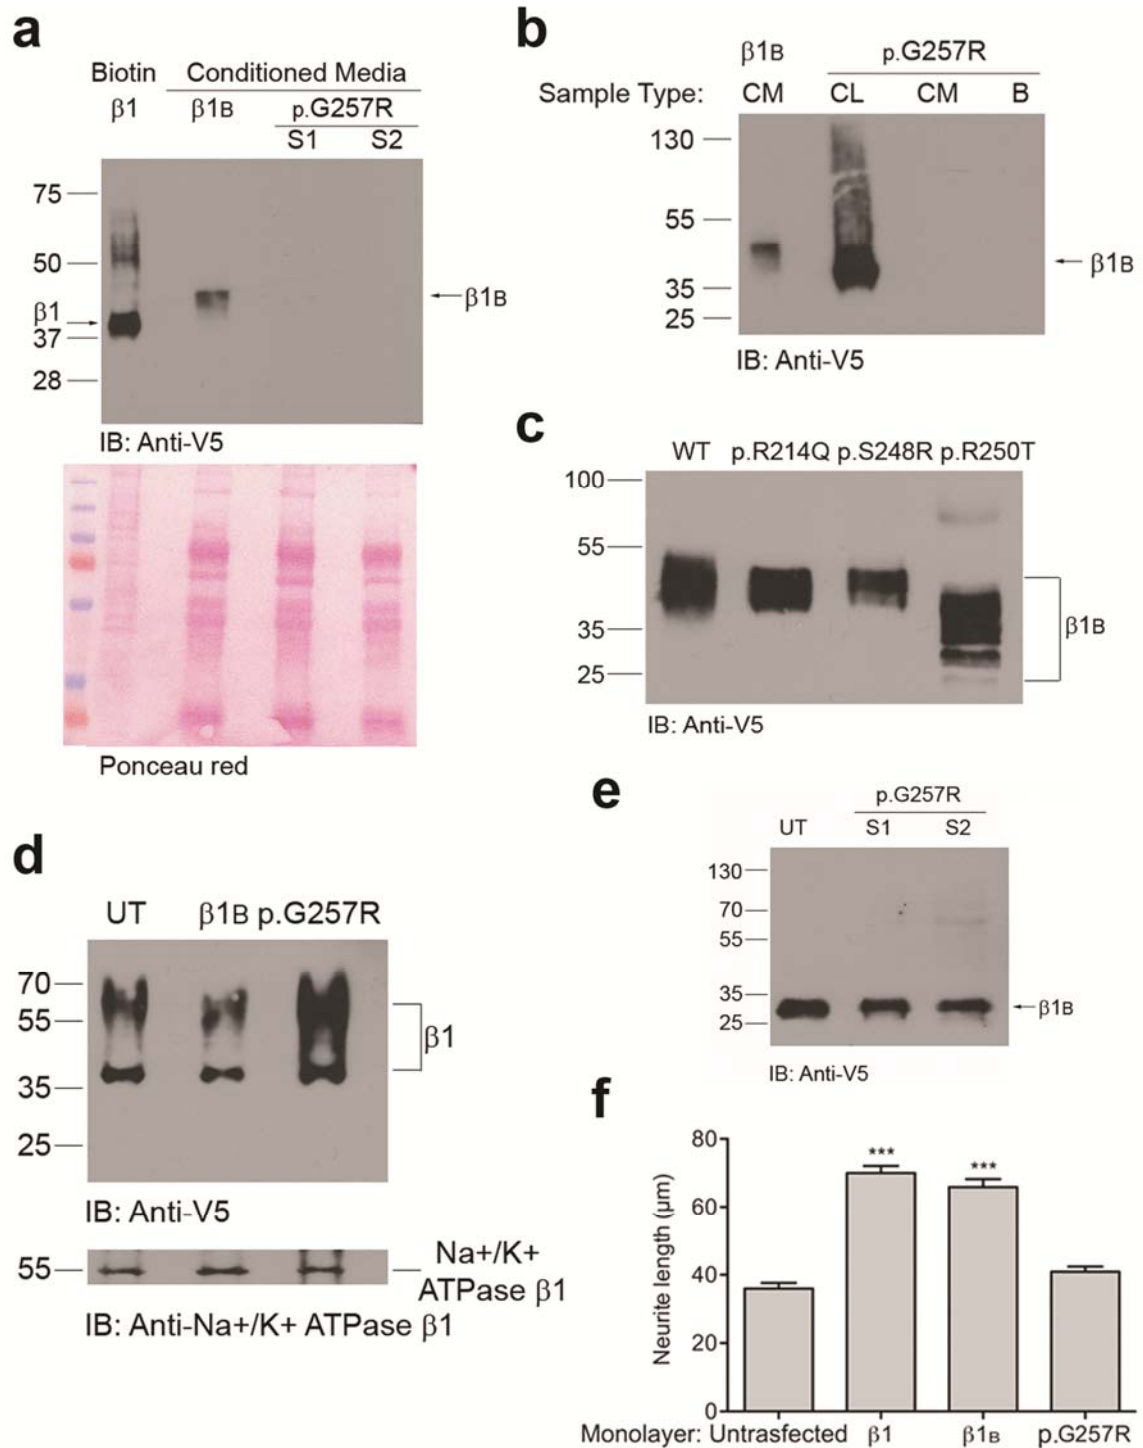 a
Biotin Conditioned Media
β1 β1B p.G257R
S1 S2
75
50
β1
37
28
β1B
IB: Anti-V5
Ponceau red
b
β1B p.G257R
Sample Type: CM CL CM B
130
55
35
25
β1B
IB: Anti-V5
c
WT p.R214Q p.S248R p.R250T
100
55
35
25
β1B
IB: Anti-V5
d
UT β1B p.G257R
70
55
35
25
β1
IB: Anti-V5
55
Na+/K+
ATPase β1
IB: Anti-Na+/K+ ATPase β1
e
p.G257R
UT S1 S2
130
70
55
35
25
β1B
IB: Anti-V5
f
Neurite length (µm)
80
60
40
20
0
*** ***
Monolayer: Untrasfected β1 β1B p.G257R